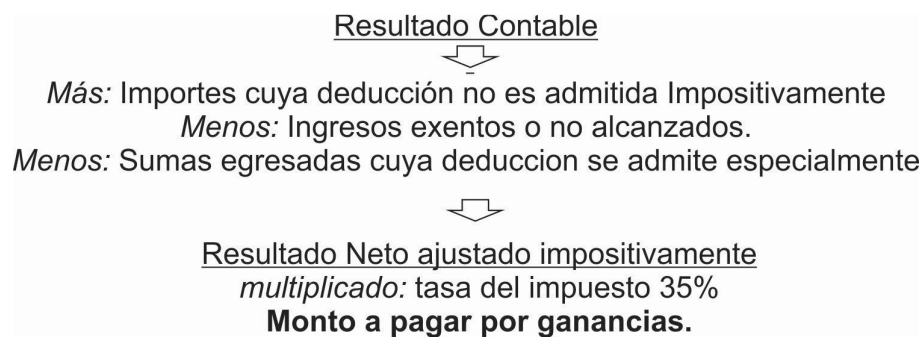 Resultado Contable
Más: Importes cuya deducción no es admitida Impositivamente
Menos: Ingresos exentos o no alcanzados.
Menos: Sumas egresadas cuya deduccion se admite especialmente
Resultado Neto ajustado impositivamente
multiplicado: tasa del impuesto 35%
Monto a pagar por ganancias.